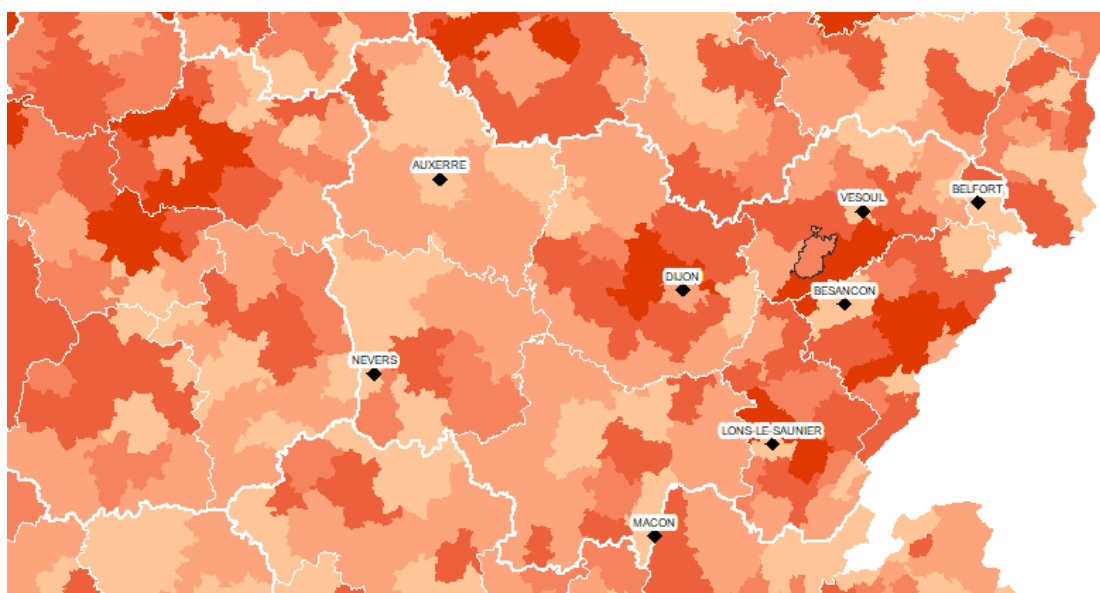 AUXERRE
BELFORT
VESOUL
DIJON
BESANCON
NEVERS
LONS-LE-SAUNIER
MACON